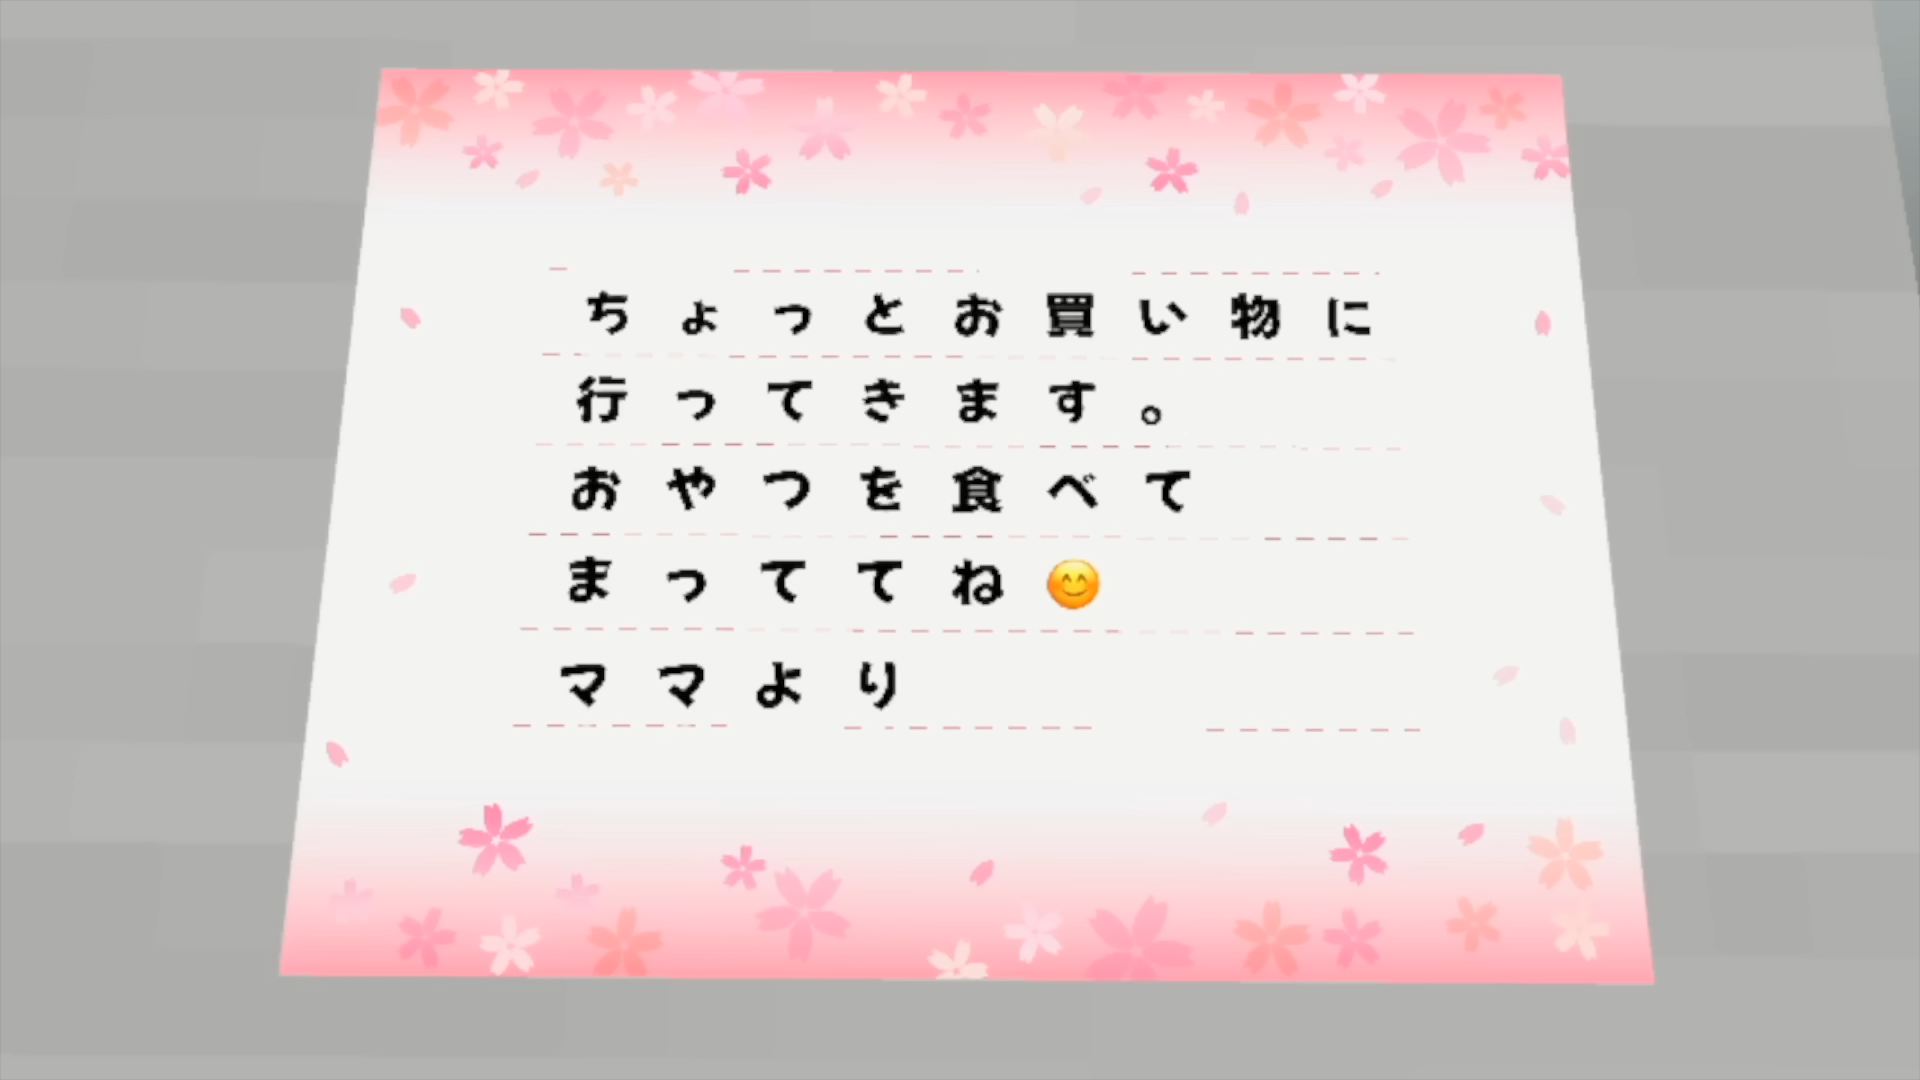 ちょっとお買い物に
行ってきます。
おやつを食べて
まっててね😊
ママより